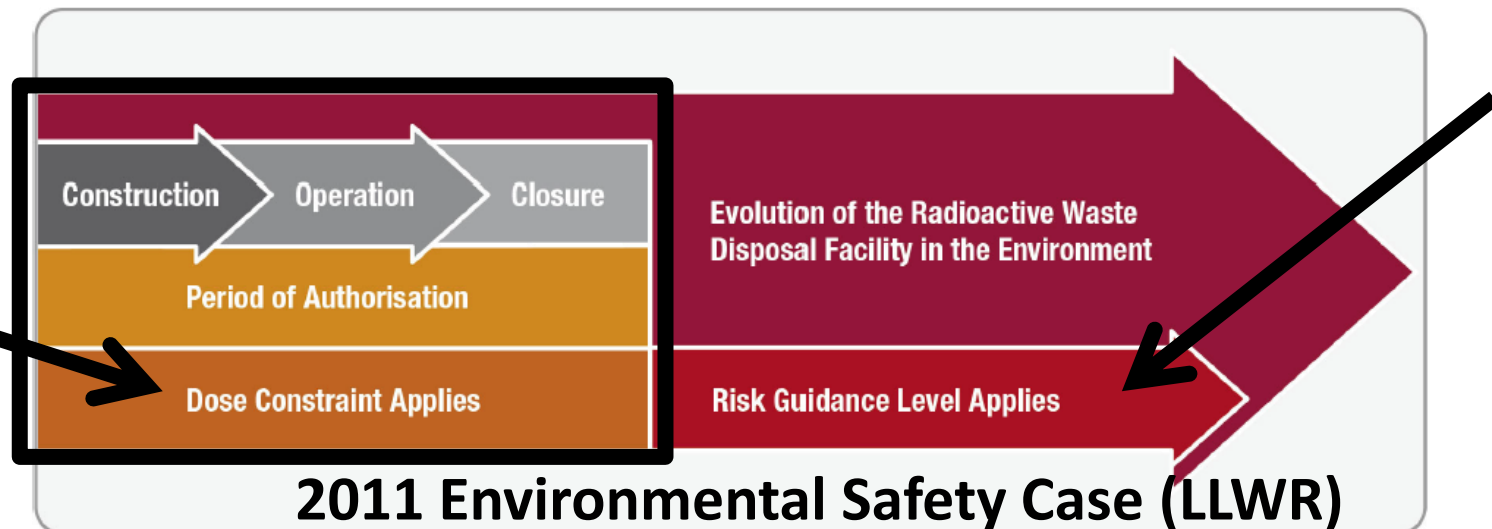 Construction
Operation
Closure
Evolution of the Radioactive Waste
Disposal Facility in the Environment
Period of Authorisation
Dose Constraint Applies
Risk Guidance Level Applies
2011 Environmental Safety Case (LLWR)